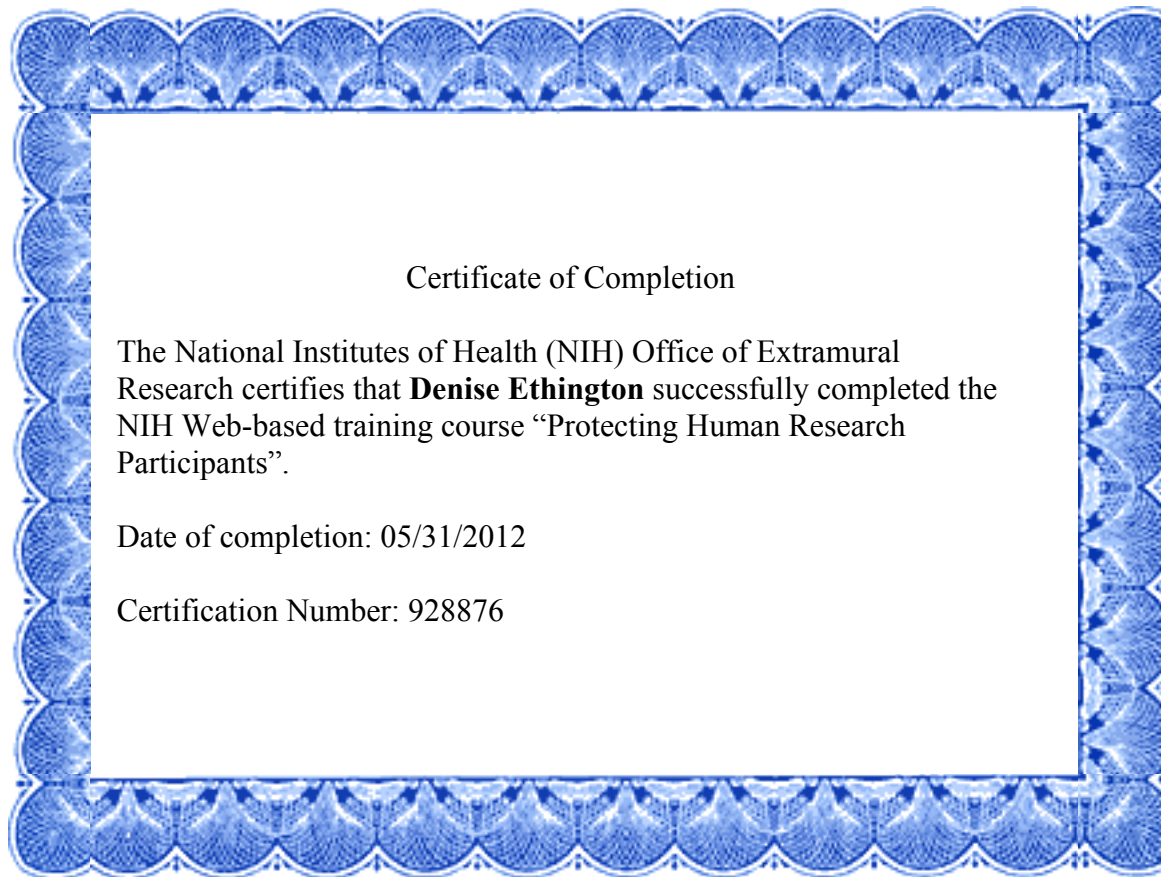 Certificate of Completion
The National Institutes of Health (NIH) Office of Extramural
Research certifies that Denise Ethington successfully completed the
NIH Web-based training course “Protecting Human Research
Participants”.
Date of completion: 05/31/2012
Certification Number: 928876